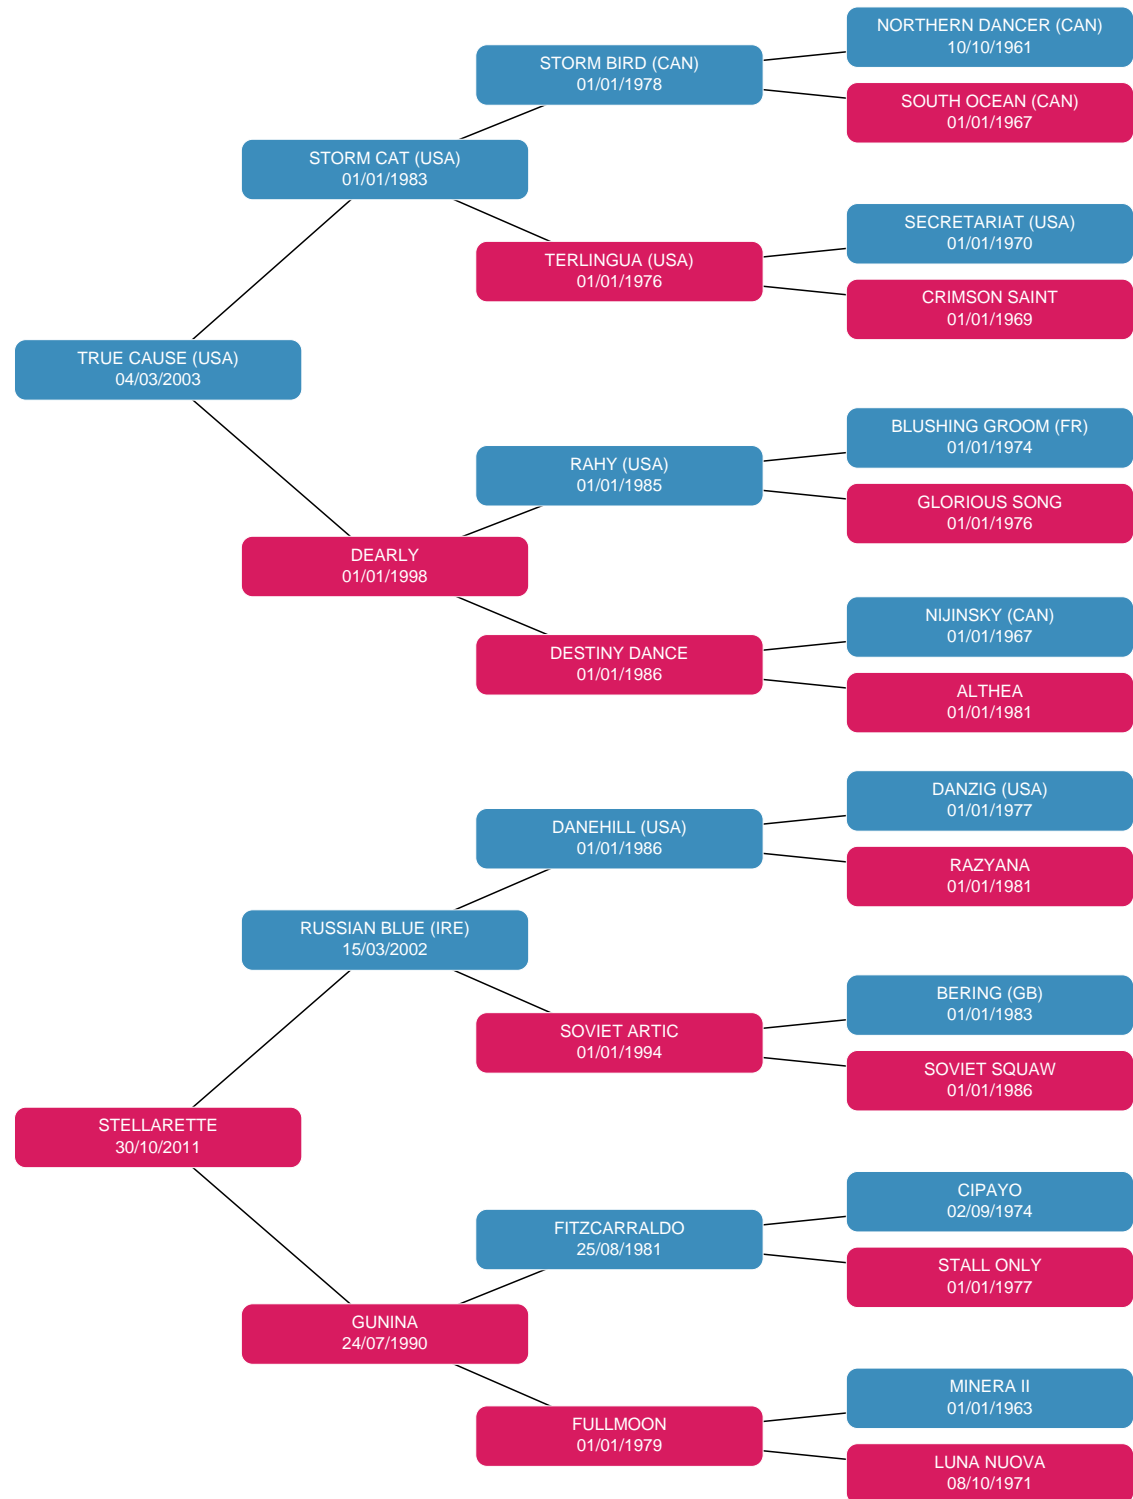 NORTHERN DANCER (CAN)
10/10/1961
STORM BIRD (CAN)
01/01/1978
SOUTH OCEAN (CAN)
01/01/1967
STORM CAT (USA)
01/01/1983
SECRETARIAT (USA)
01/01/1970
TERLINGUA (USA)
01/01/1976
CRIMSON SAINT
01/01/1969
TRUE CAUSE (USA)
04/03/2003
BLUSHING GROOM (FR)
01/01/1974
RAHY (USA)
01/01/1985
GLORIOUS SONG
01/01/1976
DEARLY
01/01/1998
NIJINSKY (CAN)
01/01/1967
DESTINY DANCE
01/01/1986
ALTHEA
01/01/1981
DANZIG (USA)
01/01/1977
DANEHILL (USA)
01/01/1986
RAZYANA
01/01/1981
RUSSIAN BLUE (IRE)
15/03/2002
BERING (GB)
01/01/1983
SOVIET ARTIC
01/01/1994
SOVIET SQUAW
01/01/1986
STELLARETTE
30/10/2011
CIPAYO
02/09/1974
FITZCARRALDO
25/08/1981
STALL ONLY
01/01/1977
GUNINA
24/07/1990
MINERA II
01/01/1963
FULLMOON
01/01/1979
LUNA NUOVA
08/10/1971